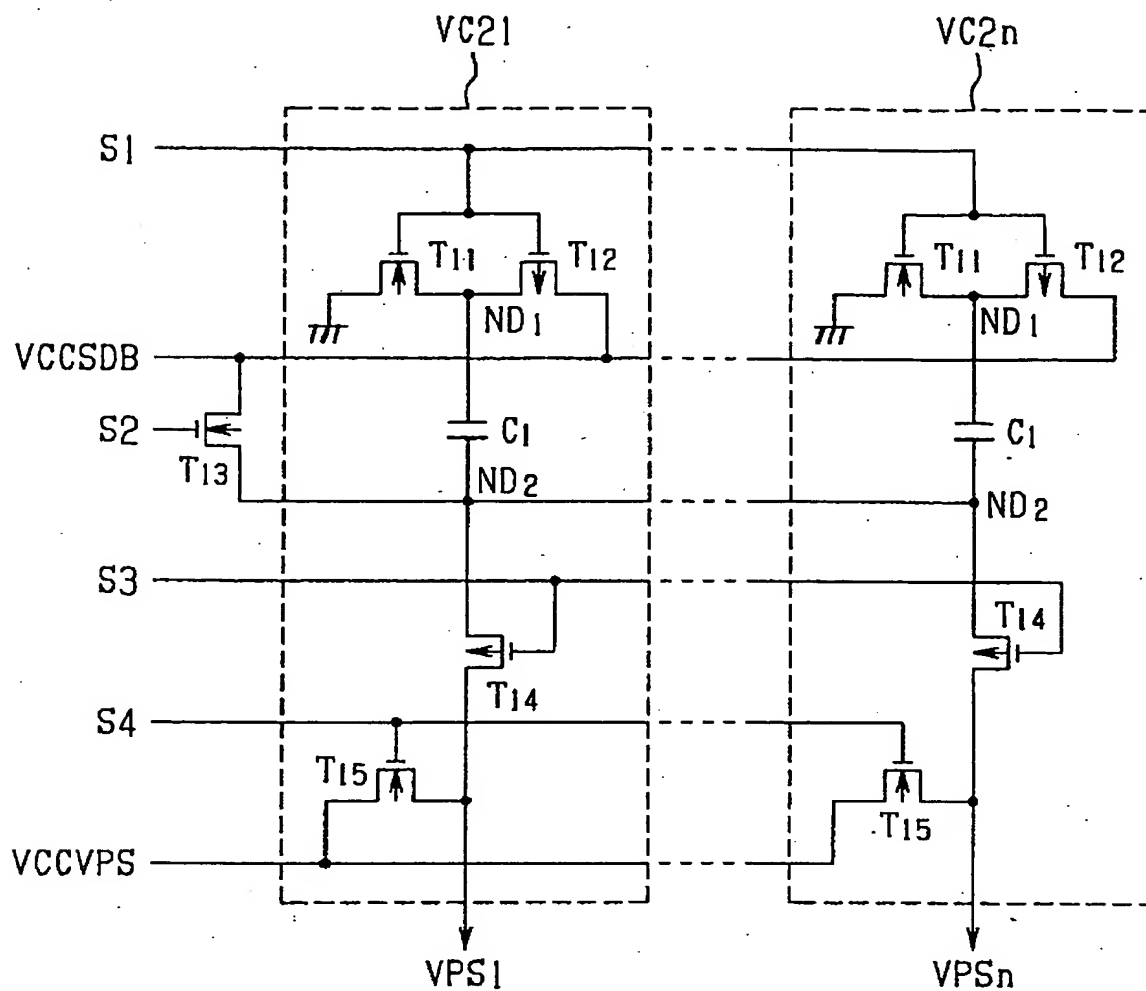 VC21 VC2n
S1
T11 T12 T11 T12
ND1 ND1
VCCSDB
S2 C1 C1
T13
ND2 ND2
S3
T14
T14
S4
T15
T15
VCCVPS
VPS1 VPSn